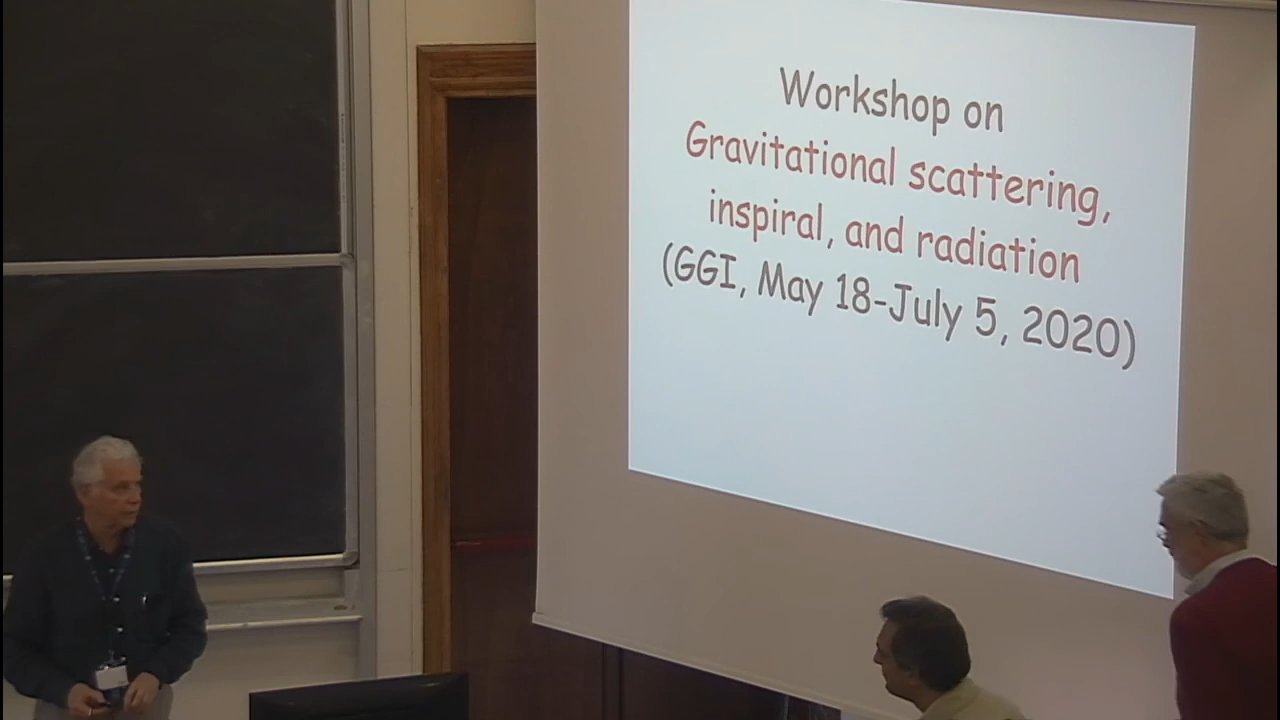 Workshop on
Gravitational scattering,
inspiral, and radiation
(GGI, May 18-July 5, 2020)